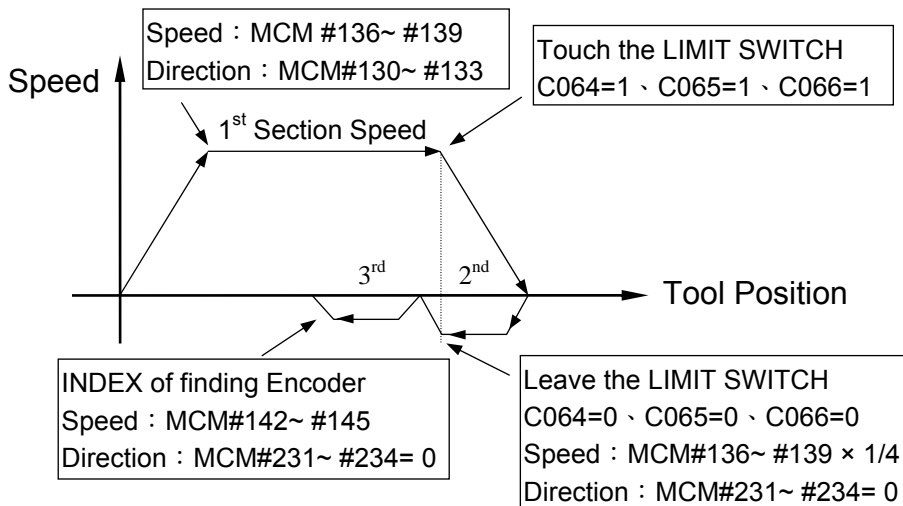 Speed：MCM #136~ #139
Direction：MCM#130~ #133
Touch the LIMIT SWITCH
C064=1、C065=1、C066=1
Speed
1st Section Speed
3rd
2nd
Tool Position
INDEX of finding Encoder
Speed：MCM#142~ #145
Direction：MCM#231~ #234= 0
Leave the LIMIT SWITCH
C064=0、C065=0、C066=0
Speed：MCM#136~ #139 × 1/4
Direction：MCM#231~ #234= 0